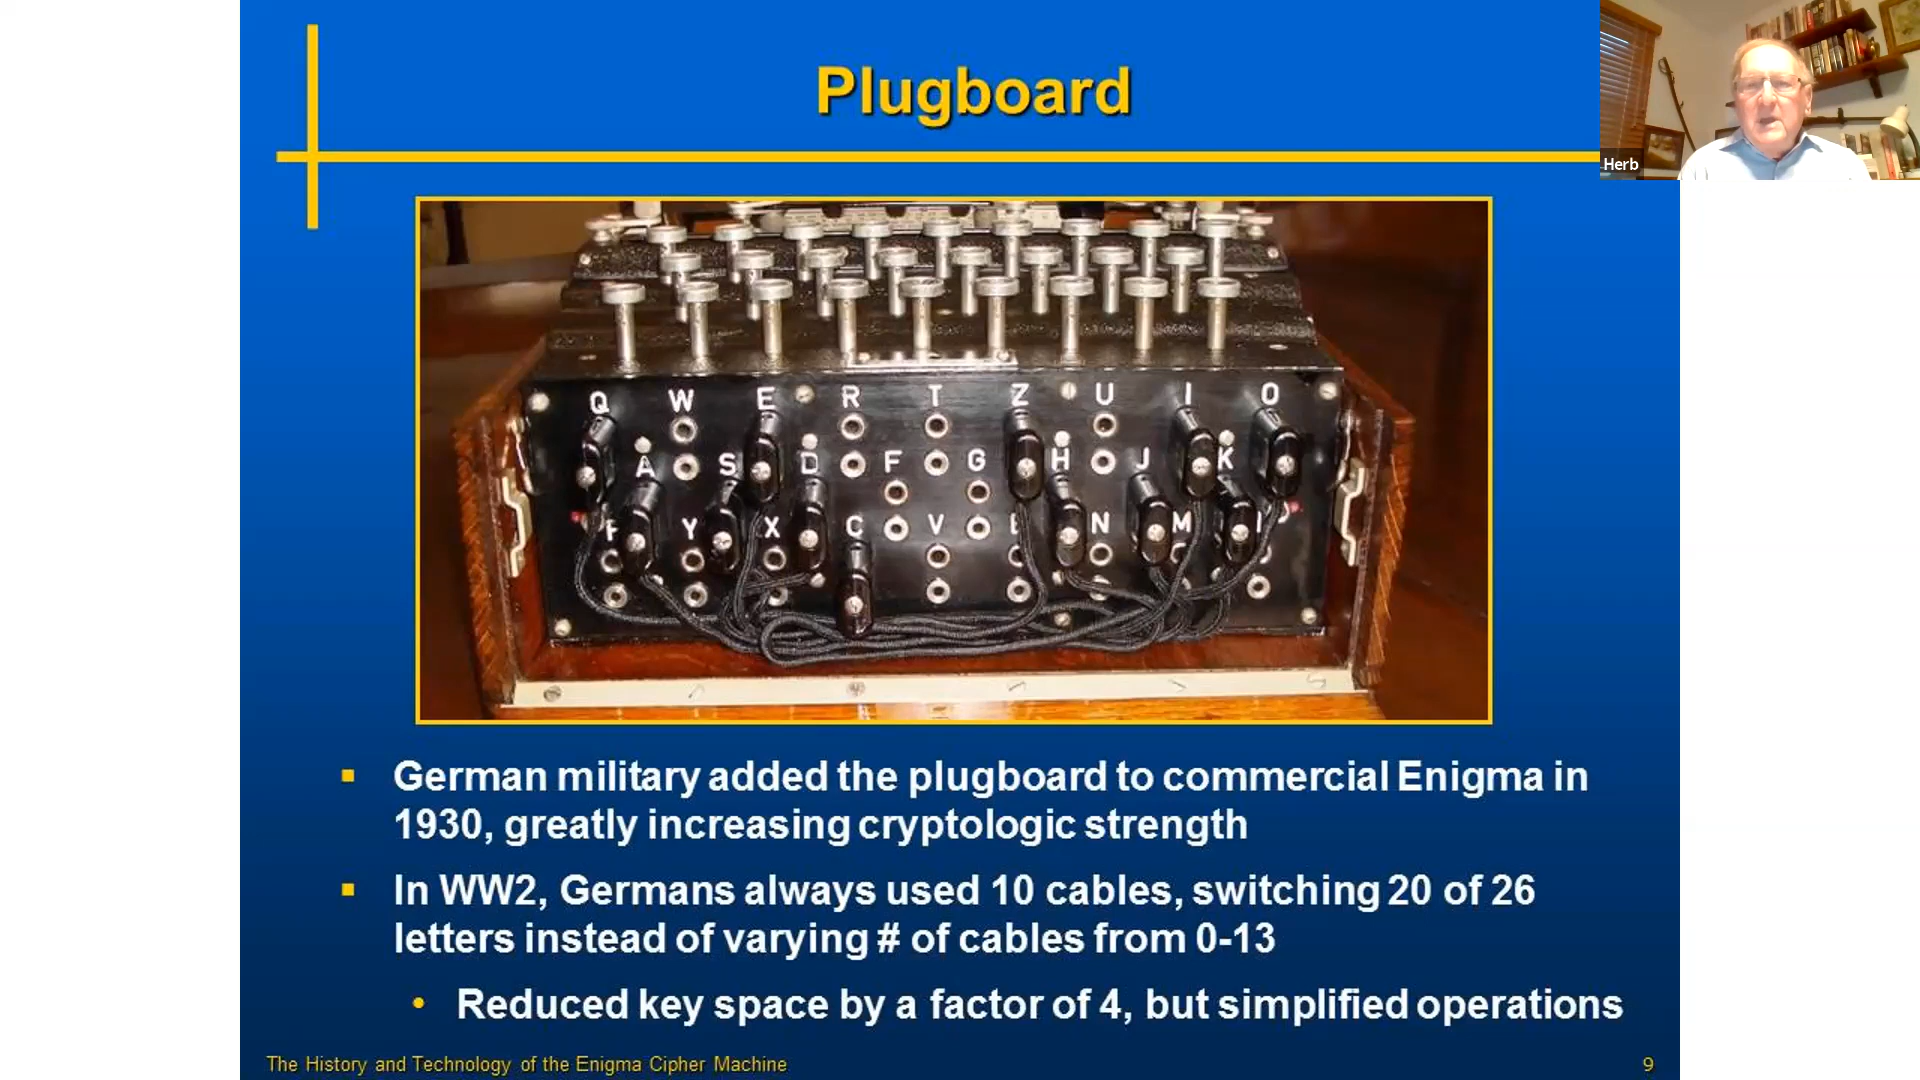 Plugboard
Herb
Q W E R T Z U I O
A S D F G H J K
P Y X C V N M
German military added the plugboard to commercial Enigma in
1930, greatly increasing cryptologic strength
In WW2, Germans always used 10 cables, switching 20 of 26
letters instead of varying # of cables from 0-13
Reduced key space by a factor of 4, but simplified operations
The History and Technology of the Enigma Cipher Machine
9